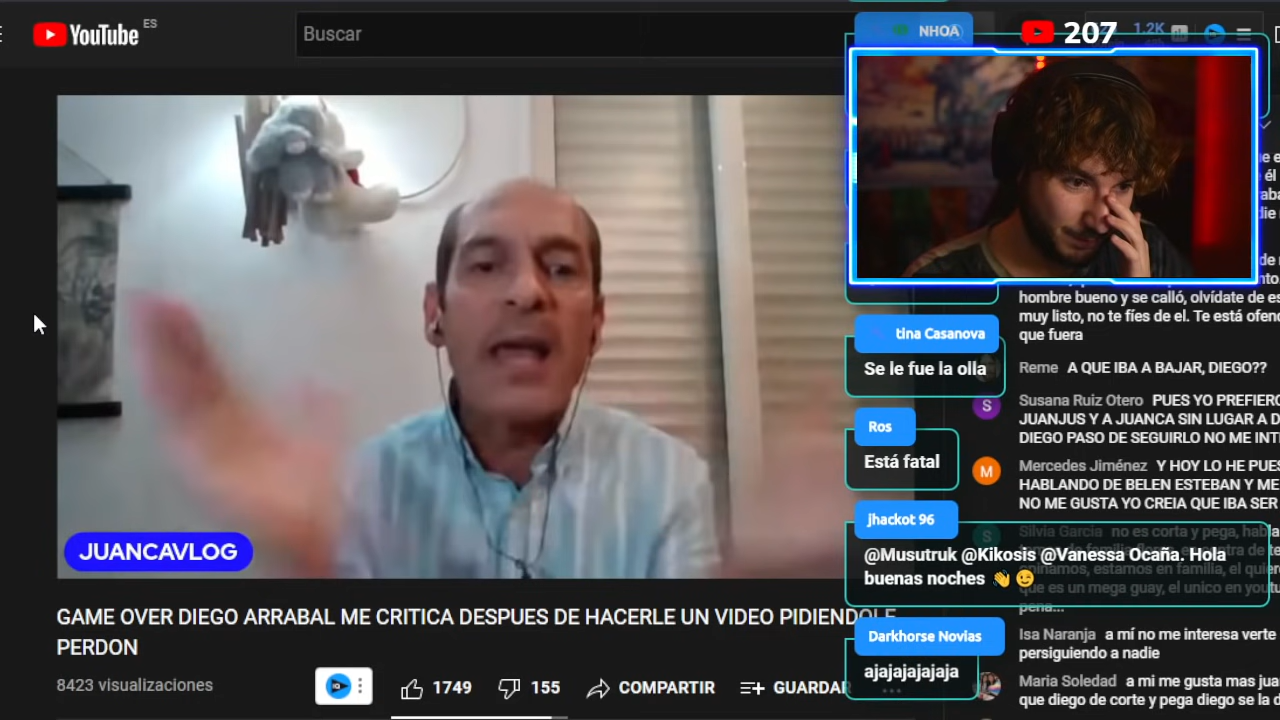 YouTube ES
Buscar
NHOA
207
1.2K
JUANCAVLOG
GAME OVER DIEGO ARRABAL ME CRITICA DESPUES DE HACERLE UN VIDEO PIDIENDOLE
PERDON
8423 visualizaciones
1749
155
COMPARTIR
GUARDAR
tina Casanova
Se le fue la olla
Ros
Está fatal
Jhackot 96
@Musutruk @Kikosis @Vanessa Ocaña. Hola
buenas noches 👋😉
Darkhorse Novias
ajajajajajaja
hombre bueno y se calló, olvídate de es
muy listo, no te fíes de el. Te está ofend
que fuera
Reme A QUE IBA A BAJAR, DIEGO??
S
Susana Ruiz Otero PUES YO PREFIERO
JUANJUS Y A JUANCA SIN LUGAR A D
DIEGO PASO DE SEGUIRLO NO ME INT
M
Mercedes Jiménez Y HOY LO HE PUES
HABLANDO DE BELEN ESTEBAN Y ME
NO ME GUSTA YO CREIA QUE IBA SER
S
Silvia Garcia no es corta y pega, habla
opinamos, estamos en familia, el quier
que es un mega guay, el unico en yout
pena...
Isa Naranja a mí no me interesa verte
persiguiendo a nadie
Maria Soledad a mi me gusta mas jua
que diego de corte y pega diego se la d